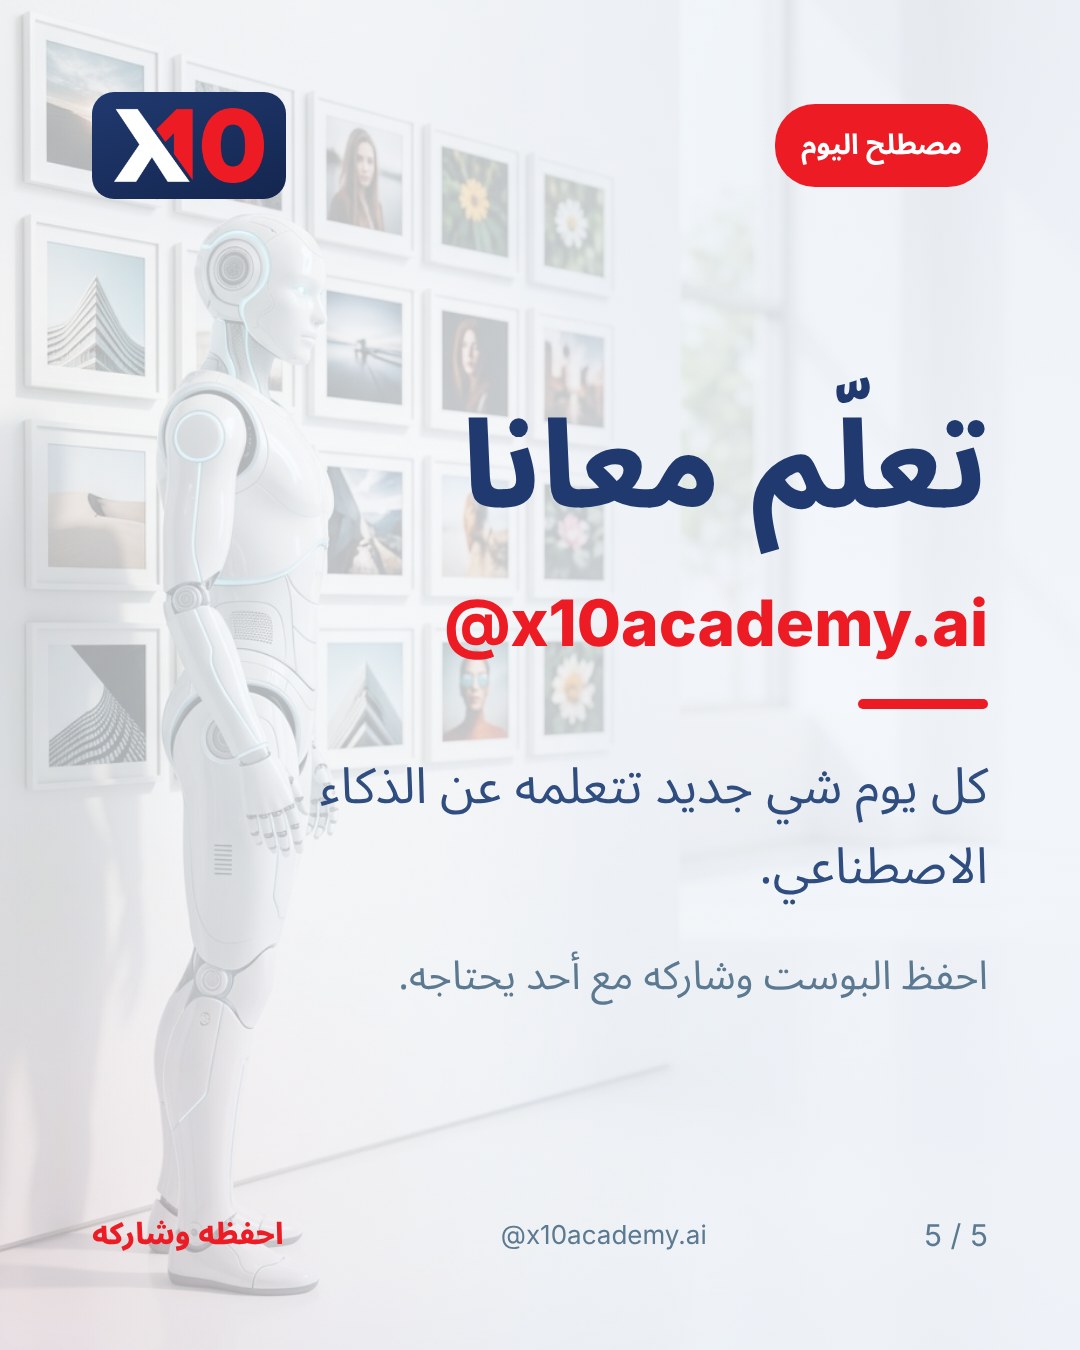 X10
مصطلح اليوم
تعلّم معانا
@x10academy.ai
كل يوم شي جديد تتعلمه عن الذكاء
الاصطناعي.
احفظ البوست وشاركه مع أحد يحتاجه.
احفظه وشاركه
@x10academy.ai
5 / 5